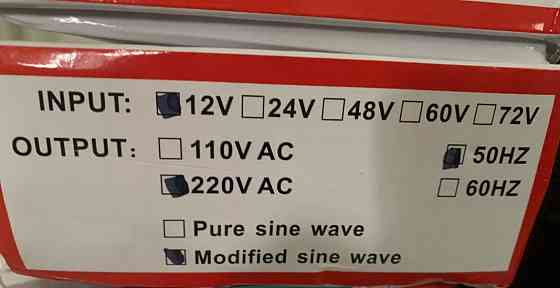 INPUT: 12V 24V 48V 60V 72V
OUTPUT: 110V AC 50HZ
220V AC 60HZ
Pure sine wave
Modified sine wave